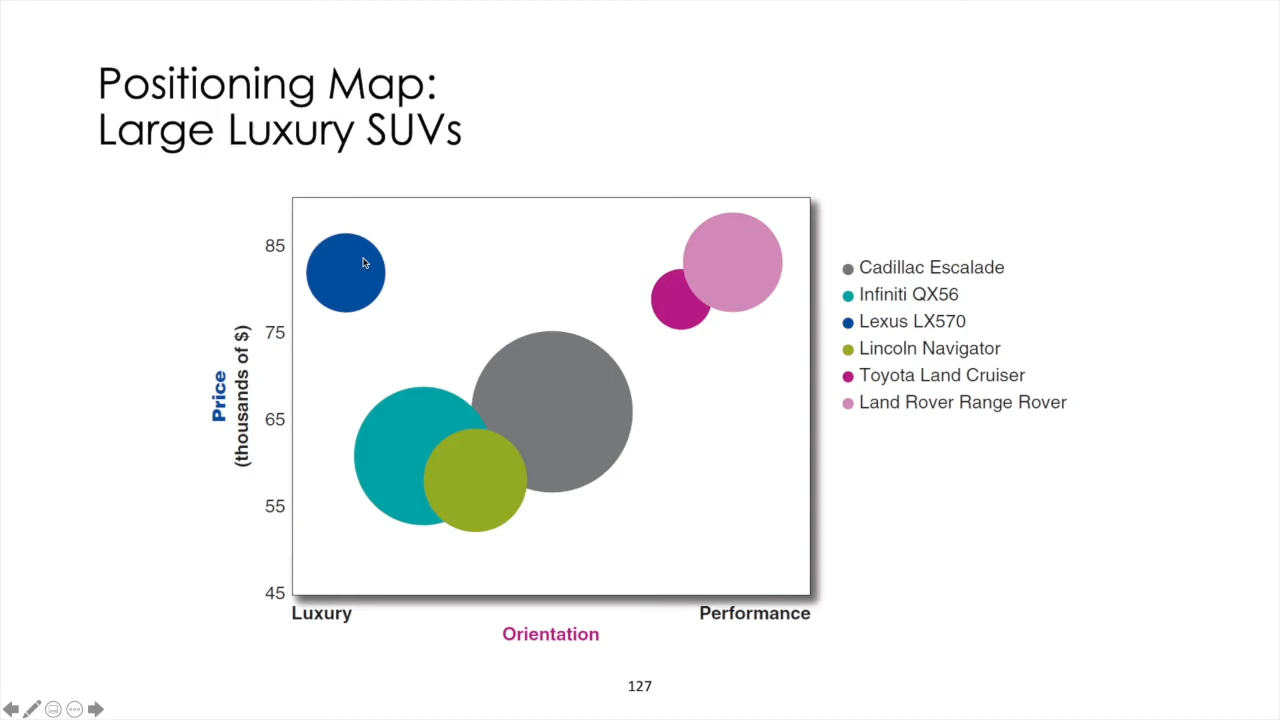 Positioning Map:
Large Luxury SUVs
85
75
65
55
45
Price
(thousands of $)
Luxury
Performance
Orientation
Cadillac Escalade
Infiniti QX56
Lexus LX570
Lincoln Navigator
Toyota Land Cruiser
Land Rover Range Rover
127